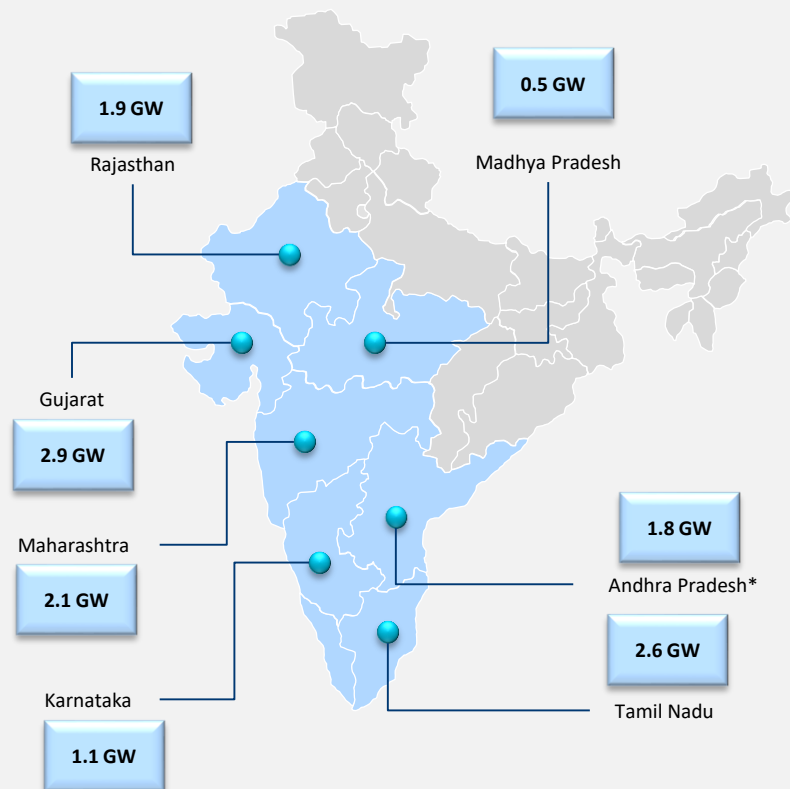 1.9 GW
Rajasthan
0.5 GW
Madhya Pradesh
Gujarat
2.9 GW
Maharashtra
2.1 GW
Karnataka
1.1 GW
1.8 GW
Andhra Pradesh*
2.6 GW
Tamil Nadu